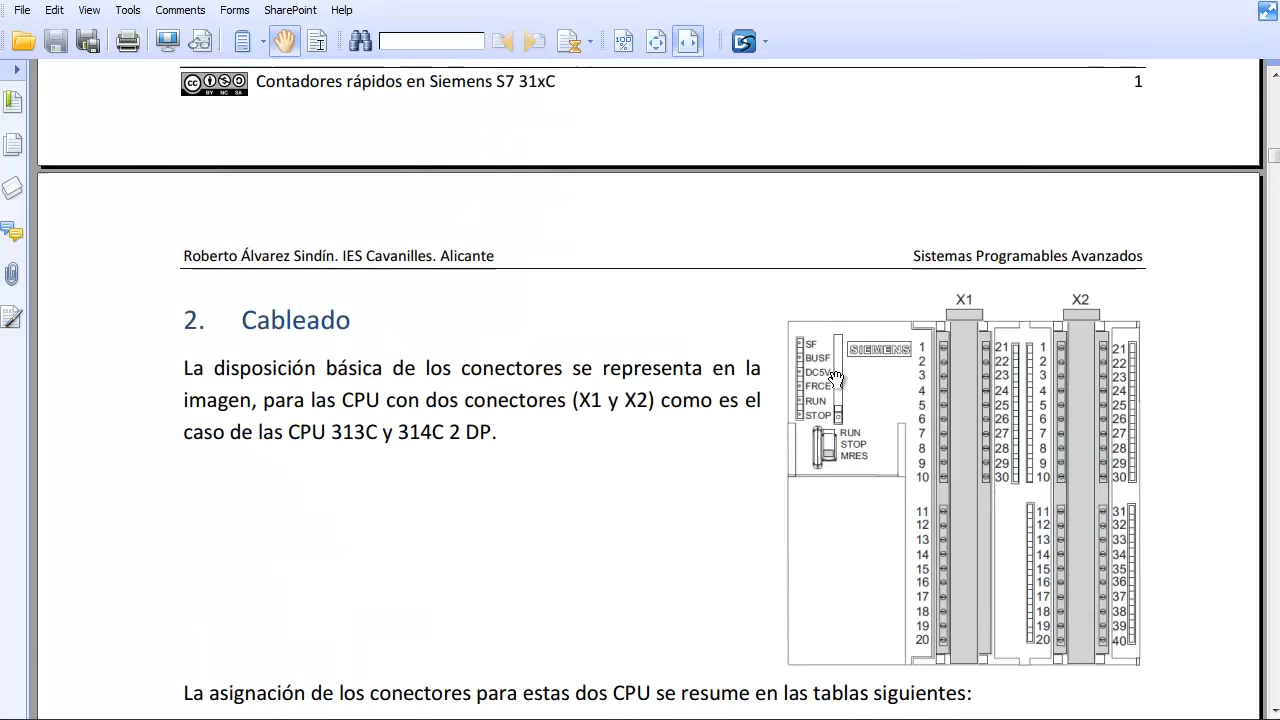 File Edit View Tools Comments Forms SharePoint Help
Contadores rápidos en Siemens S7 31xC 1
Roberto Álvarez Sindín. IES Cavanilles. Alicante Sistemas Programables Avanzados
2. Cableado
La disposición básica de los conectores se representa en la
imagen, para las CPU con dos conectores (X1 y X2) como es el
caso de las CPU 313C y 314C 2 DP.
X1 X2
SF
BUSF
DC5V
FRCE
RUN
STOP
SIEMENS
RUN
STOP
MRES
1 21 1 21
2 22 2 22
3 23 3 23
4 24 4 24
5 25 5 25
6 26 6 26
7 27 7 27
8 28 8 28
9 29 9 29
10 30 10 30
11 11 31
12 12 32
13 13 33
14 14 34
15 15 35
16 16 36
17 17 37
18 18 38
19 19 39
20 20 40
La asignación de los conectores para estas dos CPU se resume en las tablas siguientes: